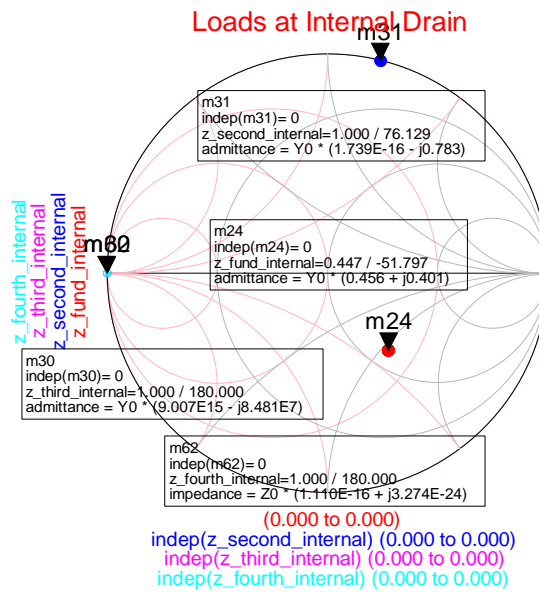 Loads at Internal Drain
m31
m31
indep(m31)= 0
z_second_internal=1.000 / 76.129
admittance = Y0 * (1.739E-16 - j0.783)
m24
indep(m24)= 0
z_fund_internal=0.447 / -51.797
admittance = Y0 * (0.456 + j0.401)
z_fourth_internal
z_third_internal
z_second_internal
z_fund_internal
m24
m30
indep(m30)= 0
z_third_internal=1.000 / 180.000
admittance = Y0 * (9.007E15 - j8.481E7)
m62
indep(m62)= 0
z_fourth_internal=1.000 / 180.000
impedance = Z0 * (1.110E-16 + j3.274E-24)
(0.000 to 0.000)
indep(z_second_internal) (0.000 to 0.000)
indep(z_third_internal) (0.000 to 0.000)
indep(z_fourth_internal) (0.000 to 0.000)